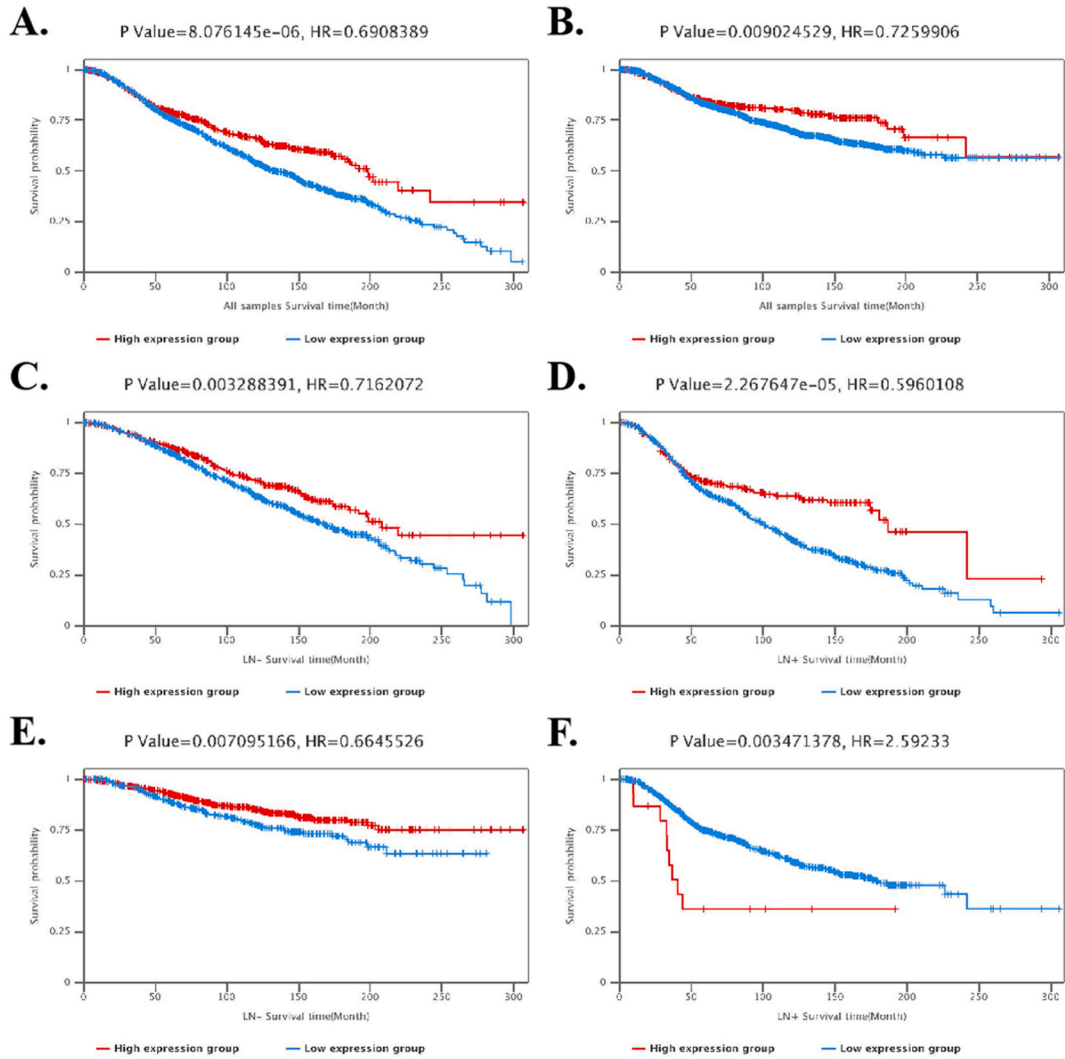 A.
P Value=8.076145e-06, HR=0.6908389
Survival probability
1
0.75
0.5
0.25
0
0 50 100 150 200 250 300
All samples Survival time(Month)
High expression group Low expression group
B.
P Value=0.009024529, HR=0.7259906
Survival probability
1
0.75
0.5
0.25
0
0 50 100 150 200 250 300
All samples Survival time(Month)
High expression group Low expression group
C.
P Value=0.003288391, HR=0.7162072
Survival probability
1
0.75
0.5
0.25
0
0 50 100 150 200 250 300
LN- Survival time(Month)
High expression group Low expression group
D.
P Value=2.267647e-05, HR=0.5960108
Survival probability
1
0.75
0.5
0.25
0
0 50 100 150 200 250 300
LN+ Survival time(Month)
High expression group Low expression group
E.
P Value=0.007095166, HR=0.6645526
Survival probability
1
0.75
0.5
0.25
0
0 50 100 150 200 250 300
LN- Survival time(Month)
High expression group Low expression group
F.
P Value=0.003471378, HR=2.59233
Survival probability
1
0.75
0.5
0.25
0
0 50 100 150 200 250 300
LN+ Survival time(Month)
High expression group Low expression group